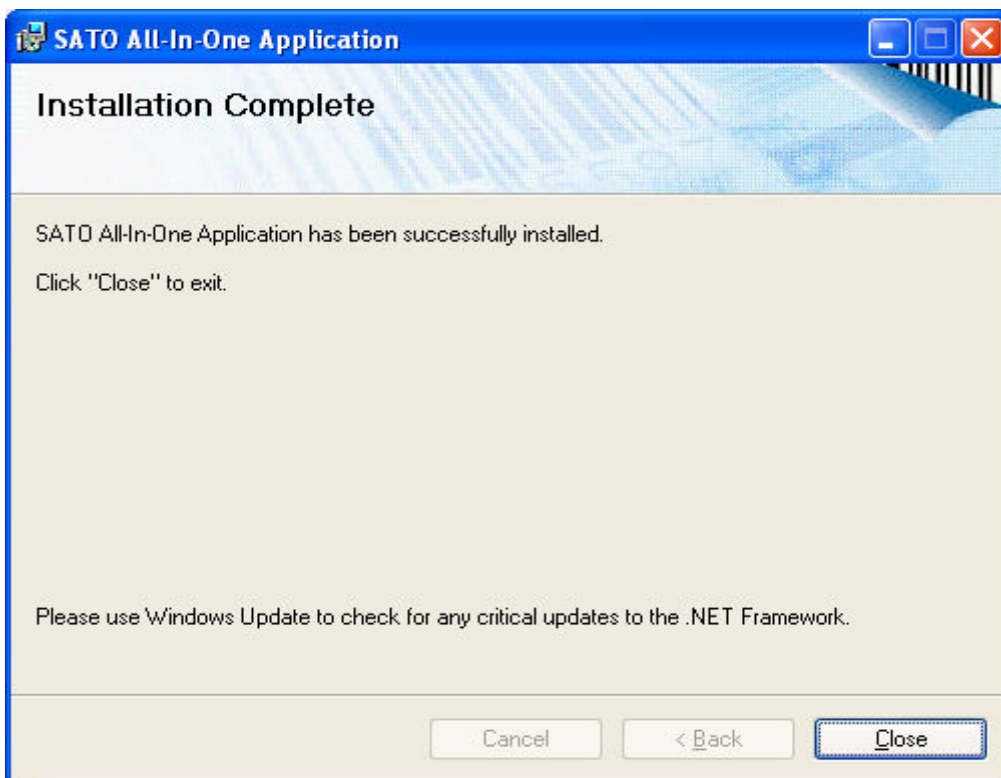 SATO All-In-One Application
Installation Complete
SATO All-In-One Application has been successfully installed.
Click "Close" to exit.
Please use Windows Update to check for any critical updates to the .NET Framework.
Cancel
< Back
Close